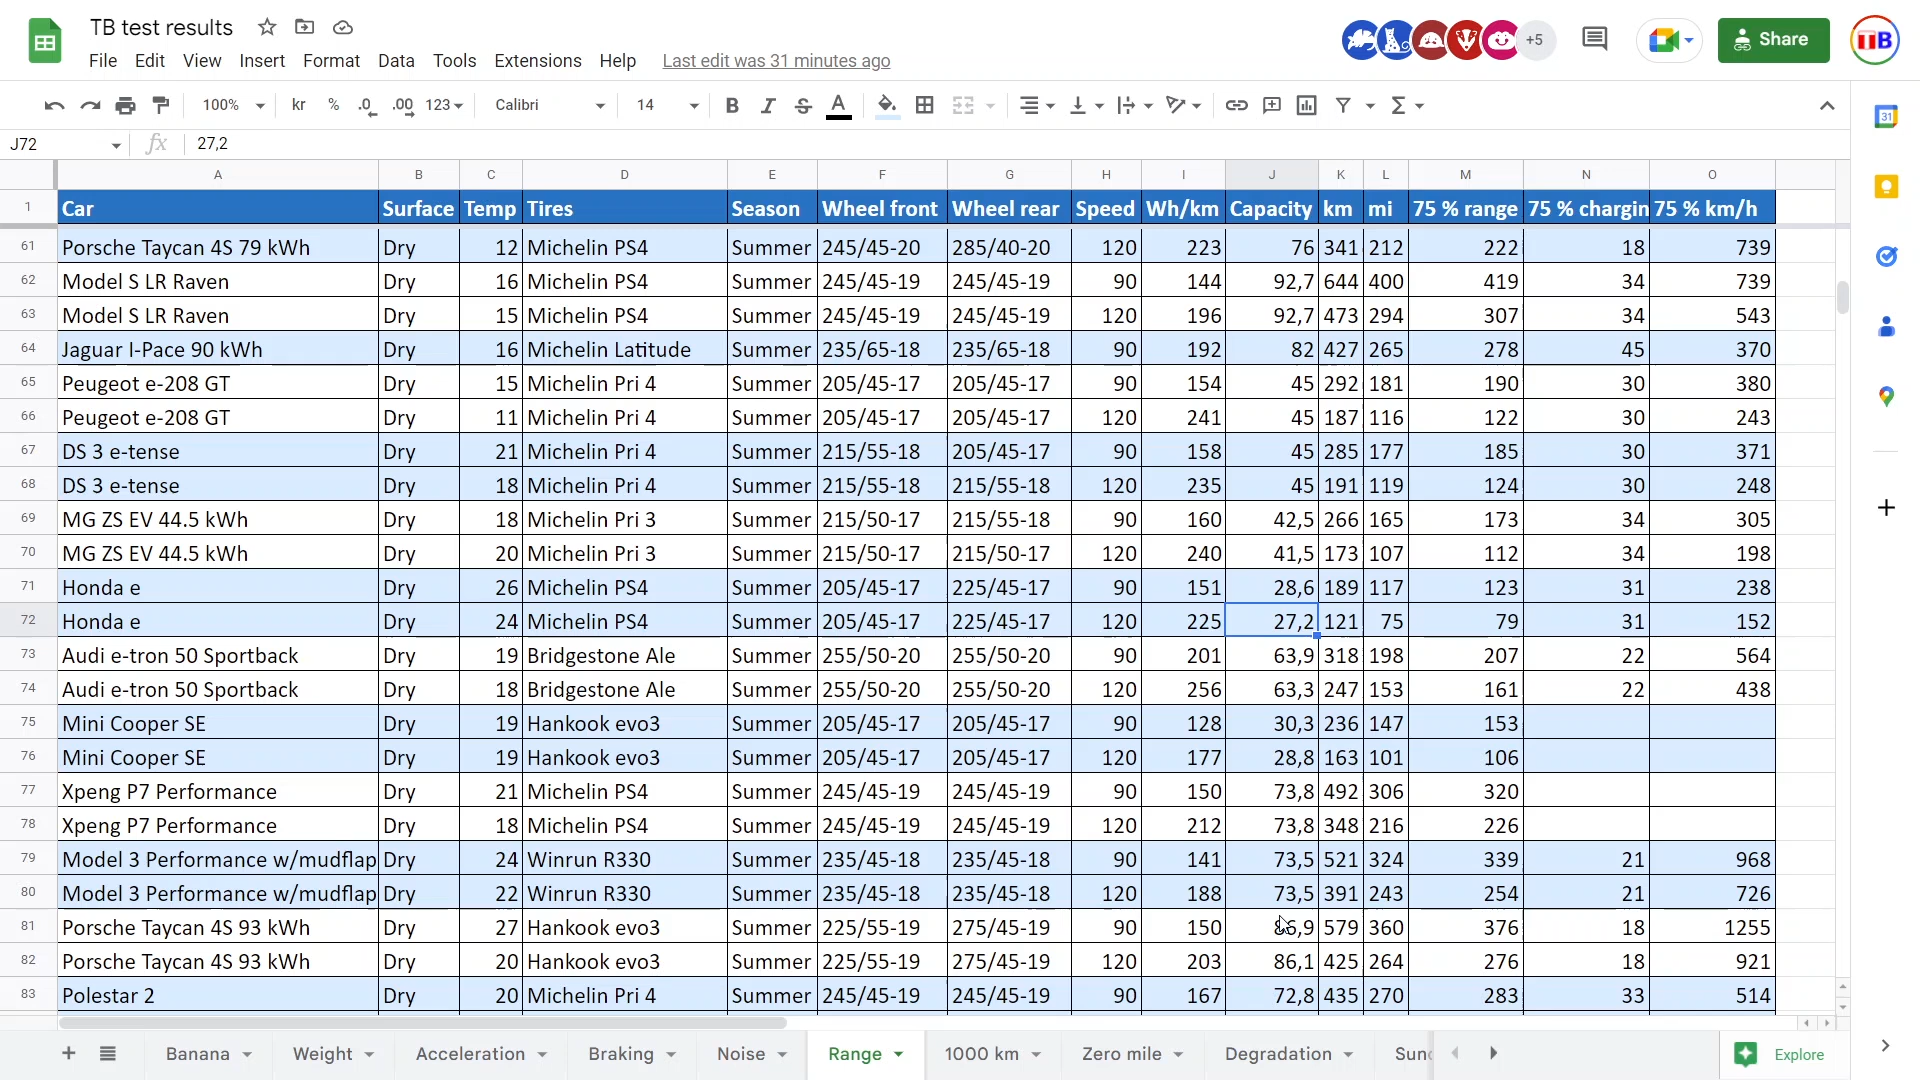 TB test results
+5
Share
TB
File Edit View Insert Format Data Tools Extensions Help Last edit was 31 minutes ago
100% kr % .0 .00 123 Calibri 14 B I S A
31
J72 fx 27,2
A B C D E F G H I J K L M N O
1 Car Surface Temp Tires Season Wheel front Wheel rear Speed Wh/km Capacity km mi 75 % range 75 % chargin 75 % km/h
61 Porsche Taycan 4S 79 kWh Dry 12 Michelin PS4 Summer 245/45-20 285/40-20 120 223 76 341 212 222 18 739
62 Model S LR Raven Dry 16 Michelin PS4 Summer 245/45-19 245/45-19 90 144 92,7 644 400 419 34 739
63 Model S LR Raven Dry 15 Michelin PS4 Summer 245/45-19 245/45-19 120 196 92,7 473 294 307 34 543
64 Jaguar I-Pace 90 kWh Dry 16 Michelin Latitude Summer 235/65-18 235/65-18 90 192 82 427 265 278 45 370
65 Peugeot e-208 GT Dry 15 Michelin Pri 4 Summer 205/45-17 205/45-17 90 154 45 292 181 190 30 380
66 Peugeot e-208 GT Dry 11 Michelin Pri 4 Summer 205/45-17 205/45-17 120 241 45 187 116 122 30 243
67 DS 3 e-tense Dry 21 Michelin Pri 4 Summer 215/55-18 205/45-17 90 158 45 285 177 185 30 371
68 DS 3 e-tense Dry 18 Michelin Pri 4 Summer 215/55-18 215/55-18 120 235 45 191 119 124 30 248
69 MG ZS EV 44.5 kWh Dry 18 Michelin Pri 3 Summer 215/50-17 215/55-18 90 160 42,5 266 165 173 34 305
70 MG ZS EV 44.5 kWh Dry 20 Michelin Pri 3 Summer 215/50-17 215/50-17 120 240 41,5 173 107 112 34 198
71 Honda e Dry 26 Michelin PS4 Summer 205/45-17 225/45-17 90 151 28,6 189 117 123 31 238
72 Honda e Dry 24 Michelin PS4 Summer 205/45-17 225/45-17 120 225 27,2 121 75 79 31 152
73 Audi e-tron 50 Sportback Dry 19 Bridgestone Ale Summer 255/50-20 255/50-20 90 201 63,9 318 198 207 22 564
74 Audi e-tron 50 Sportback Dry 18 Bridgestone Ale Summer 255/50-20 255/50-20 120 256 63,3 247 153 161 22 438
75 Mini Cooper SE Dry 19 Hankook evo3 Summer 205/45-17 205/45-17 90 128 30,3 236 147 153
76 Mini Cooper SE Dry 19 Hankook evo3 Summer 205/45-17 205/45-17 120 177 28,8 163 101 106
77 Xpeng P7 Performance Dry 21 Michelin PS4 Summer 245/45-19 245/45-19 90 150 73,8 492 306 320
78 Xpeng P7 Performance Dry 18 Michelin PS4 Summer 245/45-19 245/45-19 120 212 73,8 348 216 226
79 Model 3 Performance w/mudflap Dry 24 Winrun R330 Summer 235/45-18 235/45-18 90 141 73,5 521 324 339 21 968
80 Model 3 Performance w/mudflap Dry 22 Winrun R330 Summer 235/45-18 235/45-18 120 188 73,5 391 243 254 21 726
81 Porsche Taycan 4S 93 kWh Dry 27 Hankook evo3 Summer 225/55-19 275/45-19 90 150 86,9 579 360 376 18 1255
82 Porsche Taycan 4S 93 kWh Dry 20 Hankook evo3 Summer 225/55-19 275/45-19 120 203 86,1 425 264 276 18 921
83 Polestar 2 Dry 20 Michelin Pri 4 Summer 245/45-19 245/45-19 90 167 72,8 435 270 283 33 514
Banana Weight Acceleration Braking Noise Range 1000 km Zero mile Degradation Sun Explore